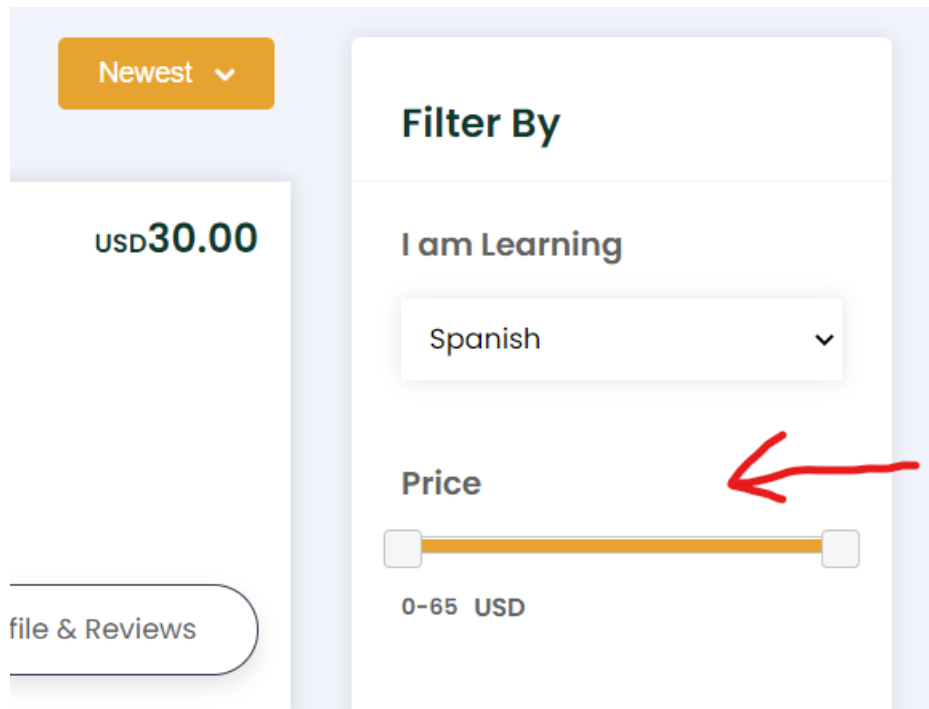 Newest
Filter By
USD30.00
I am Learning
Spanish
Price
0-65 USD
file & Reviews